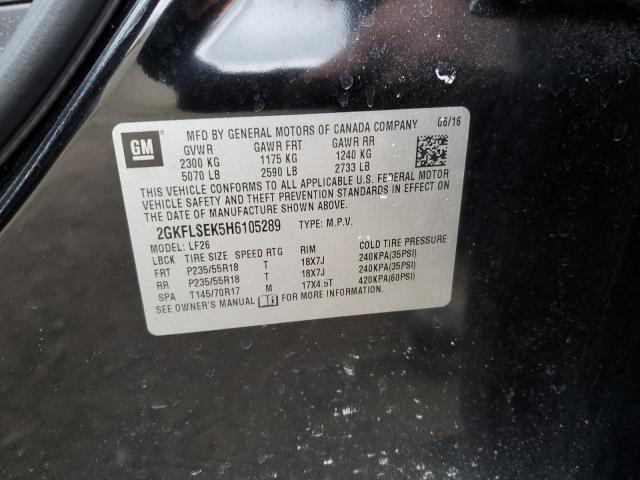 GM
MFD BY GENERAL MOTORS OF CANADA COMPANY 06/16
GVWR GAWR FRT GAWR RR
2300 KG 1175 KG 1240 KG
5070 LB 2590 LB 2733 LB
THIS VEHICLE CONFORMS TO ALL APPLICABLE U.S. FEDERAL MOTOR
VEHICLE SAFETY AND THEFT PREVENTION STANDARDS IN EFFECT ON
THE DATE OF MANUFACTURE SHOWN ABOVE.
2GKFLSEK5H6105289 TYPE: M.P.V.
MODEL: LF26
LBCK TIRE SIZE SPEED RTG RIM COLD TIRE PRESSURE
FRT P235/55R18 T 18X7J 240KPA(35PSI)
RR P235/55R18 T 18X7J 240KPA(35PSI)
SPA T145/70R17 M 17X4.5T 420KPA(60PSI)
SEE OWNER'S MANUAL FOR MORE INFORMATION.